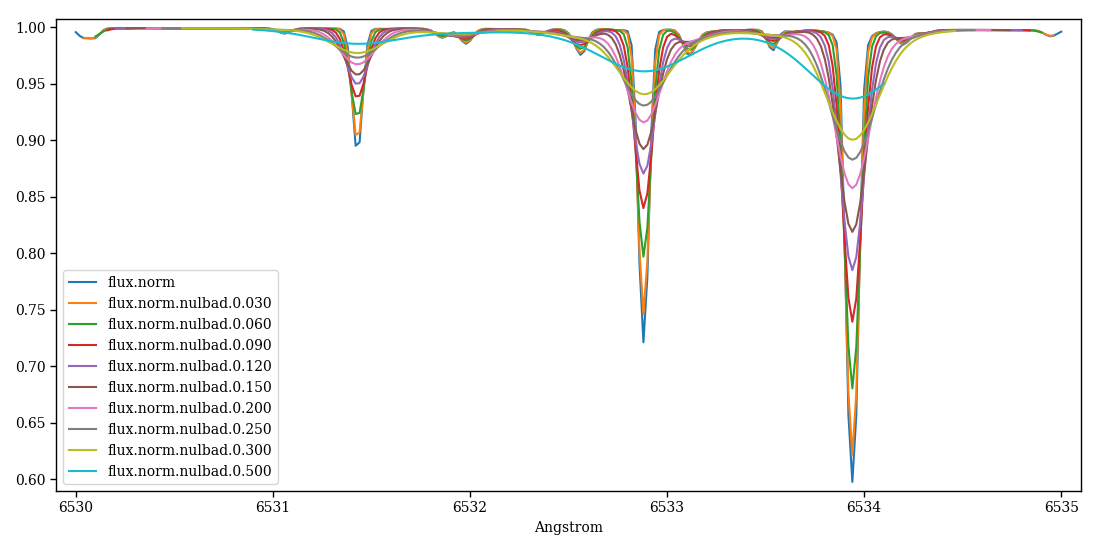 1.00
0.95
0.90
0.85
0.80
0.75
0.70
0.65
0.60
flux.norm
flux.norm.nulbad.0.030
flux.norm.nulbad.0.060
flux.norm.nulbad.0.090
flux.norm.nulbad.0.120
flux.norm.nulbad.0.150
flux.norm.nulbad.0.200
flux.norm.nulbad.0.250
flux.norm.nulbad.0.300
flux.norm.nulbad.0.500
6530 6531 6532 6533 6534 6535
Angstrom